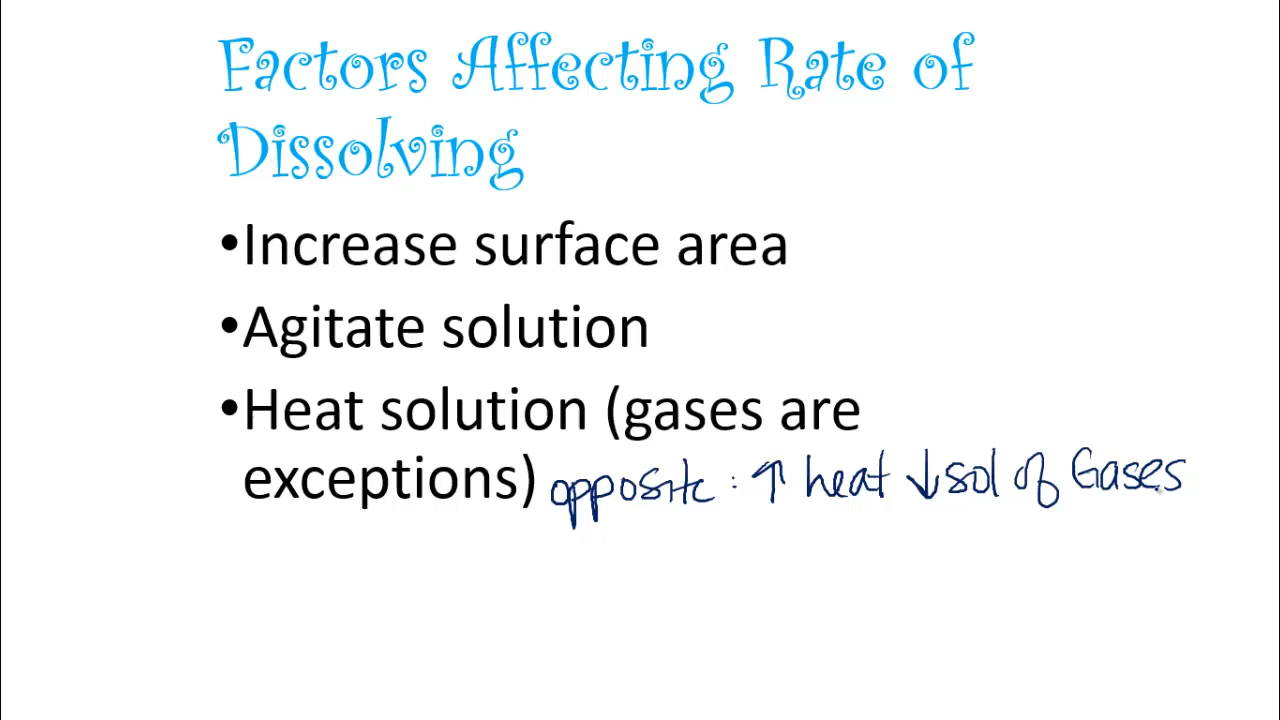 Factors Affecting Rate of
Dissolving
•Increase surface area
•Agitate solution
•Heat solution (gases are
exceptions) opposite : ↑ heat ↓ sol of Gases